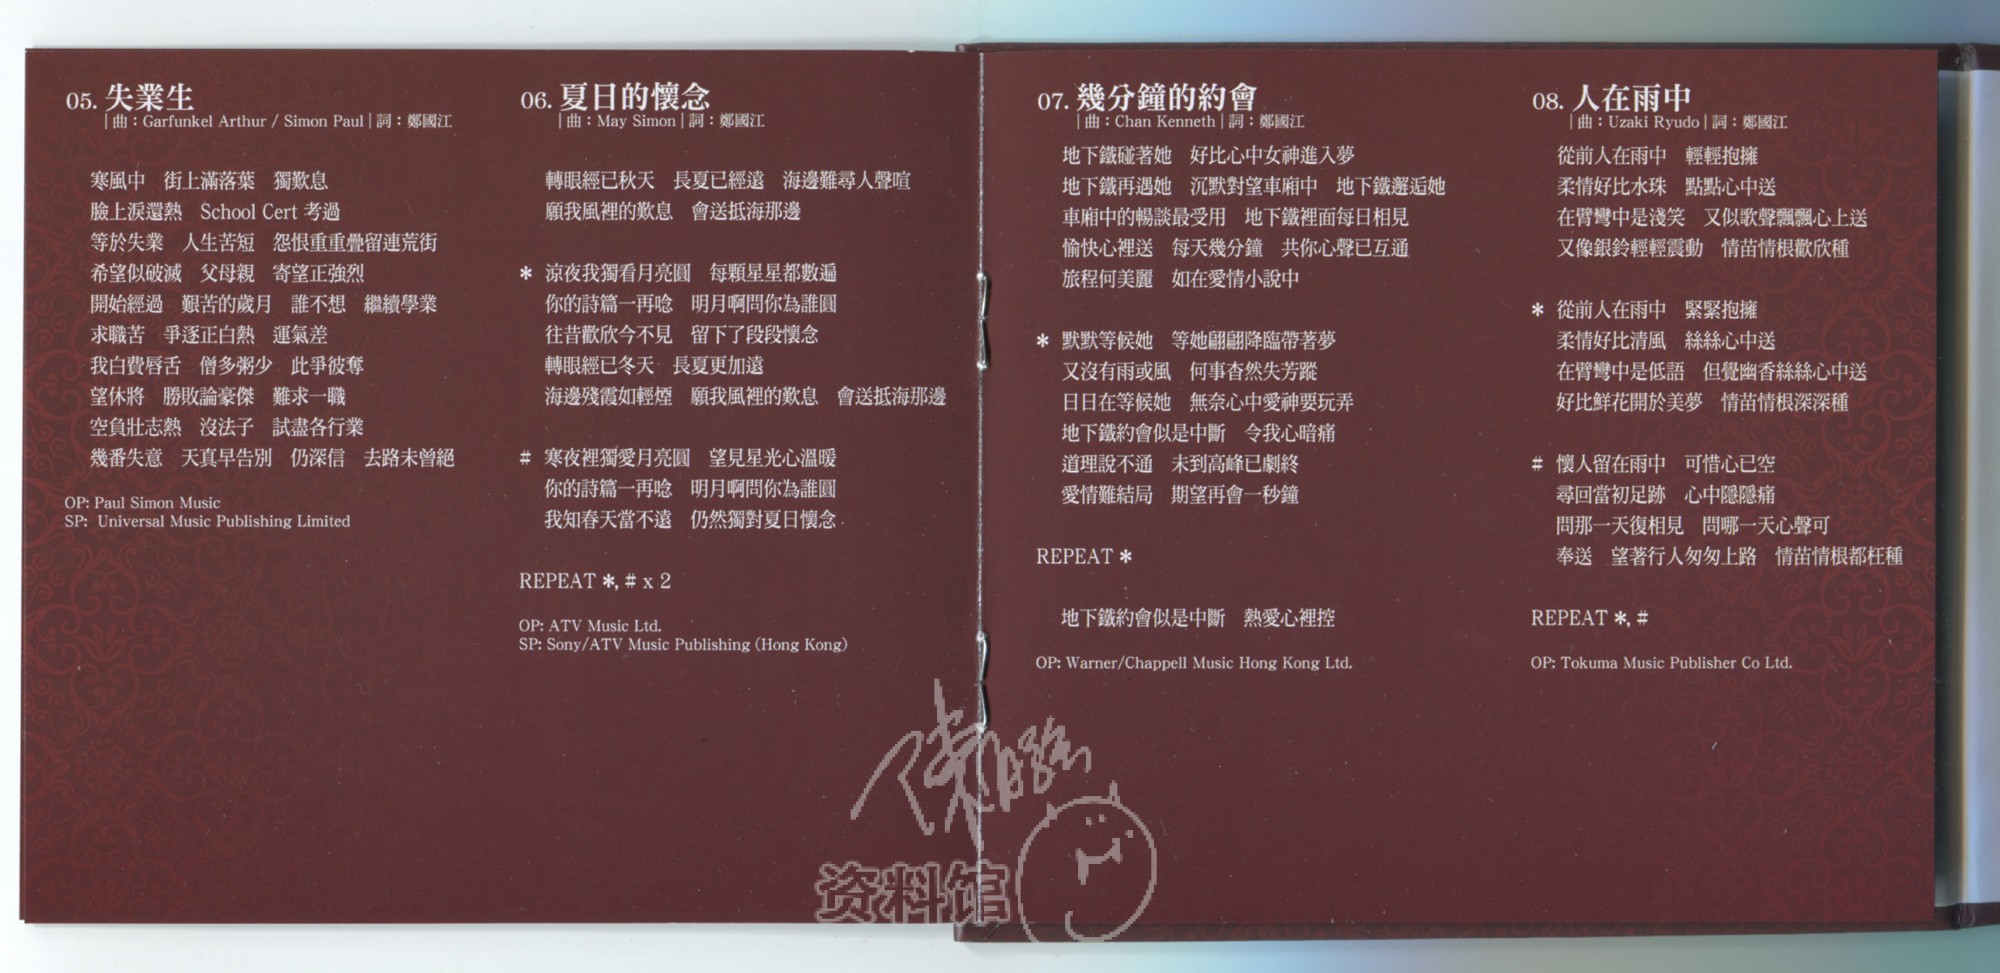 05. 失業生
|曲：Garfunkel Arthur / Simon Paul|詞：鄭國江
寒風中　街上滿落葉　獨歎息
臉上淚還熱　School Cert 考過
等於失業　人生苦短　怨恨重重疊留連荒街
希望似破滅　父母親　寄望正強烈
開始經過　艱苦的歲月　誰不想　繼續學業
求職苦　爭逐正白熱　運氣差
我白費唇舌　僧多粥少　此爭彼奪
望休將　勝敗論豪傑　難求一職
空負壯志熱　沒法子　試盡各行業
幾番失意　天真早告別　仍深信　去路未曾絕
OP: Paul Simon Music
SP: Universal Music Publishing Limited
06. 夏日的懷念
|曲：May Simon|詞：鄭國江
轉眼經已秋天　長夏已經遠　海邊難尋人聲喧
願我風裡的歎息　會送抵海那邊
* 涼夜我獨看月亮圓　每顆星星都數遍
你的詩篇一再唸　明月啊問你為誰圓
往昔歡欣今不見　留下了段段懷念
轉眼經已冬天　長夏更加遠
海邊殘霞如輕煙　願我風裡的歎息　會送抵海那邊
# 寒夜裡獨愛月亮圓　望見星光心溫暖
你的詩篇一再唸　明月啊問你為誰圓
我知春天當不遠　仍然獨對夏日懷念
REPEAT *, # x 2
OP: ATV Music Ltd.
SP: Sony/ATV Music Publishing (Hong Kong)
07. 幾分鐘的約會
|曲：Chan Kenneth|詞：鄭國江
地下鐵碰著她　好比心中女神進入夢
地下鐵再遇她　沉默對望車廂中　地下鐵邂逅她
車廂中的暢談最受用　地下鐵裡面每日相見
愉快心裡送　每天幾分鐘　共你心聲已互通
旅程何美麗　如在愛情小說中
* 默默等候她　等她翩翩降臨帶著夢
又沒有雨或風　何事杳然失芳蹤
日日在等候她　無奈心中愛神要玩弄
地下鐵約會似是中斷　令我心暗痛
道理說不通　未到高峰已劇終
愛情難結局　期望再會一秒鐘
REPEAT *
地下鐵約會似是中斷　熱愛心裡控
OP: Warner/Chappell Music Hong Kong Ltd.
08. 人在雨中
|曲：Uzaki Ryudo|詞：鄭國江
從前人在雨中　輕輕抱擁
柔情好比水珠　點點心中送
在臂彎中是淺笑　又似歌聲飄飄心上送
又像銀鈴輕輕震動　情苗情根歡欣種
* 從前人在雨中　緊緊抱擁
柔情好比清風　絲絲心中送
在臂彎中是低語　但覺幽香絲絲心中送
好比鮮花開於美夢　情苗情根深深種
# 懷人留在雨中　可惜心已空
尋回當初足跡　心中隱隱痛
問那一天復相見　問哪一天心聲可
奉送　望著行人匆匆上路　情苗情根都枉種
REPEAT *, #
OP: Tokuma Music Publisher Co Ltd.
资料馆